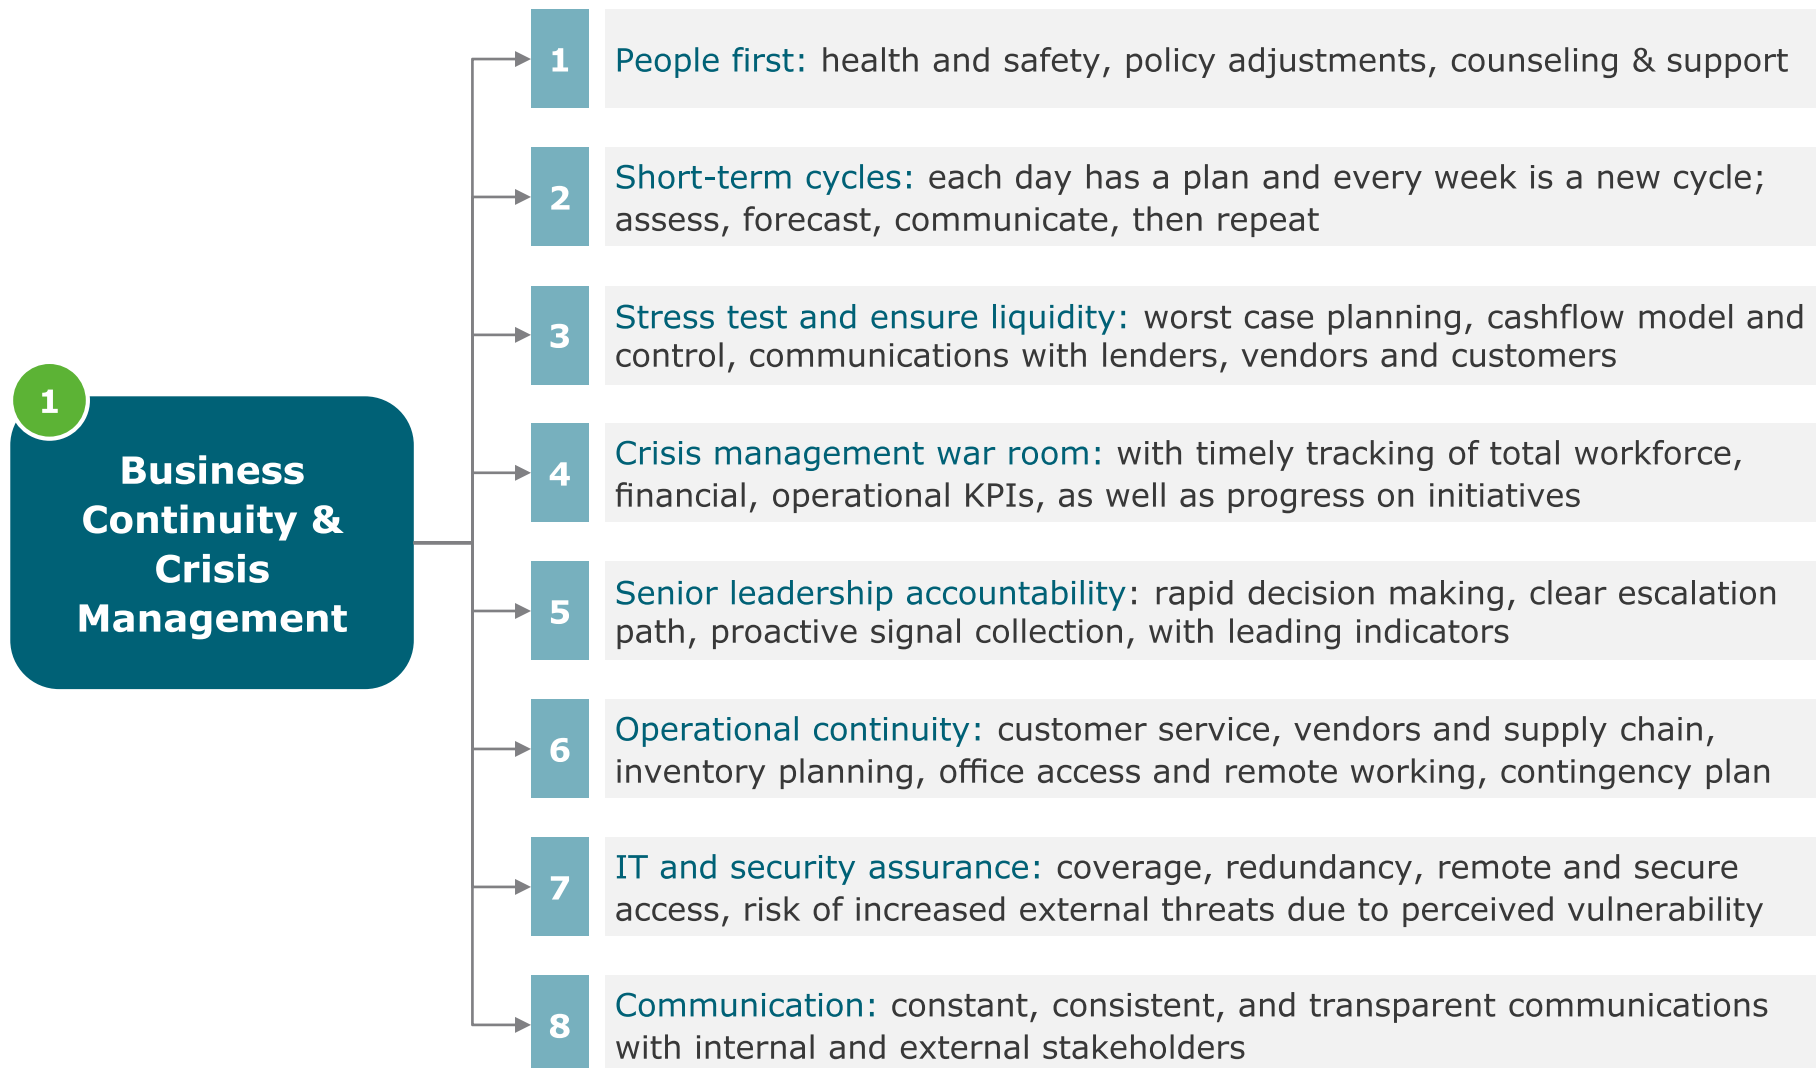 1
Business
Continuity &
Crisis
Management
1
People first: health and safety, policy adjustments, counseling & support
2
Short-term cycles: each day has a plan and every week is a new cycle;
assess, forecast, communicate, then repeat
3
Stress test and ensure liquidity: worst case planning, cashflow model and
control, communications with lenders, vendors and customers
4
Crisis management war room: with timely tracking of total workforce,
financial, operational KPIs, as well as progress on initiatives
5
Senior leadership accountability: rapid decision making, clear escalation
path, proactive signal collection, with leading indicators
6
Operational continuity: customer service, vendors and supply chain,
inventory planning, office access and remote working, contingency plan
7
IT and security assurance: coverage, redundancy, remote and secure
access, risk of increased external threats due to perceived vulnerability
8
Communication: constant, consistent, and transparent communications
with internal and external stakeholders